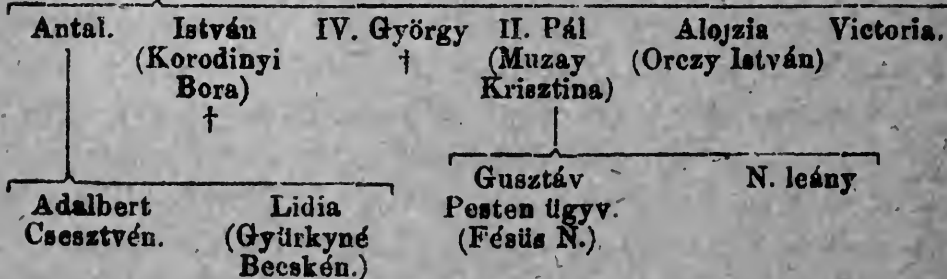 Antal. István IV. György II. Pál Alojzia Victoria.
(Korodinyi † (Muzay (Orczy István)
Bora) Krisztina)
†
Gusztáv N. leány
Adalbert Lidia Pesten ügyv.
Csesztvén. (Gyürkyné (Fésüs N.)
Becskén.)